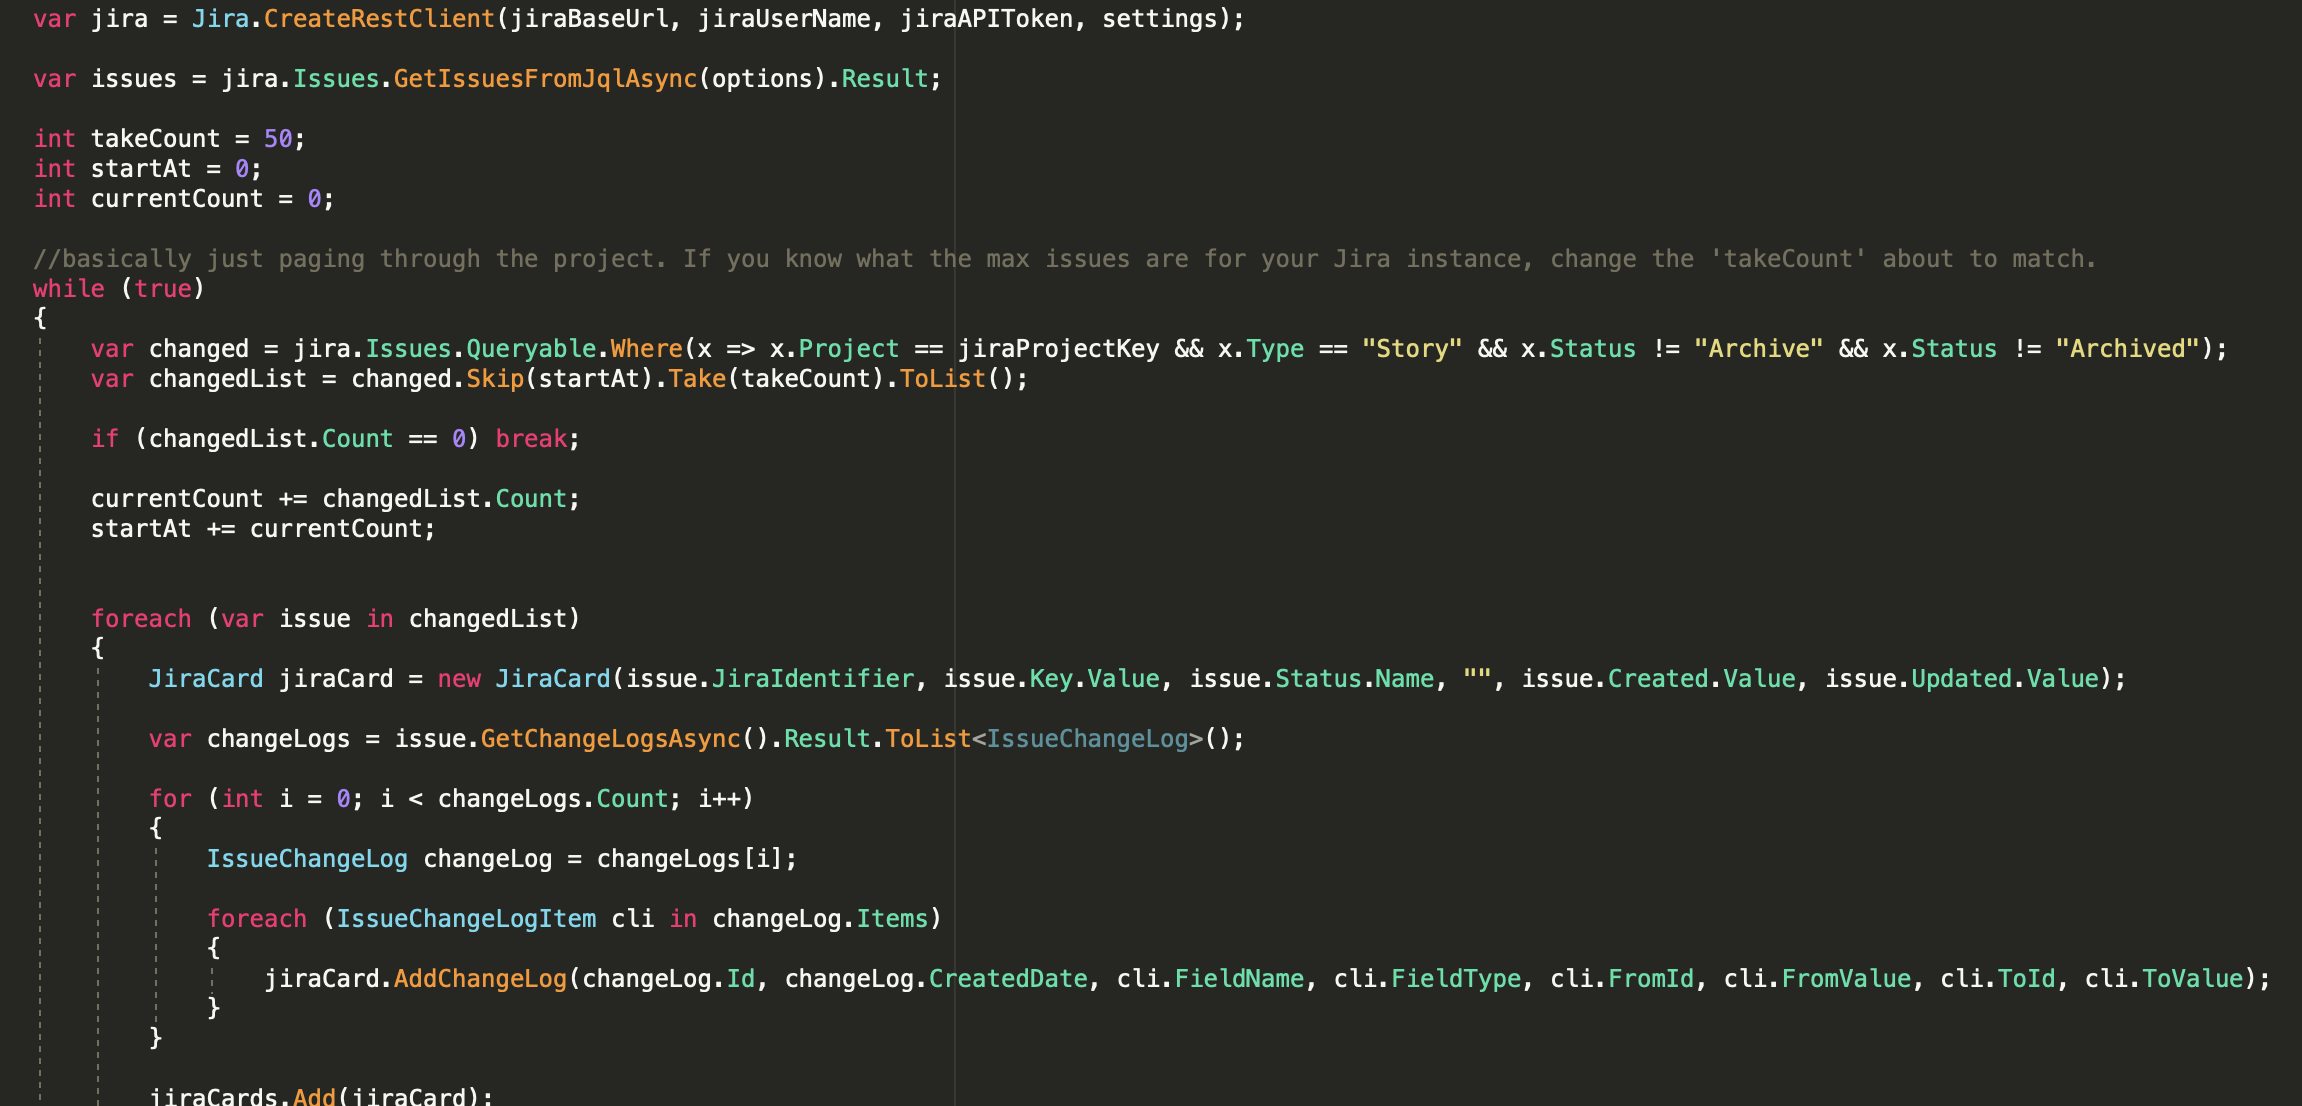 var jira = Jira.CreateRestClient(jiraBaseUrl, jiraUserName, jiraAPIToken, settings);
var issues = jira.Issues.GetIssuesFromJqlAsync(options).Result;
int takeCount = 50;
int startAt = 0;
int currentCount = 0;
//basically just paging through the project. If you know what the max issues are for your Jira instance, change the 'takeCount' about to match.
while (true)
{
    var changed = jira.Issues.Queryable.Where(x => x.Project == jiraProjectKey && x.Type == "Story" && x.Status != "Archive" && x.Status != "Archived");
    var changedList = changed.Skip(startAt).Take(takeCount).ToList();
    if (changedList.Count == 0) break;
    currentCount += changedList.Count;
    startAt += currentCount;
    foreach (var issue in changedList)
    {
        JiraCard jiraCard = new JiraCard(issue.JiraIdentifier, issue.Key.Value, issue.Status.Name, "", issue.Created.Value, issue.Updated.Value);
        var changeLogs = issue.GetChangeLogsAsync().Result.ToList<IssueChangeLog>();
        for (int i = 0; i < changeLogs.Count; i++)
        {
            IssueChangeLog changeLog = changeLogs[i];
            foreach (IssueChangeLogItem cli in changeLog.Items)
            {
                jiraCard.AddChangeLog(changeLog.Id, changeLog.CreatedDate, cli.FieldName, cli.FieldType, cli.FromId, cli.FromValue, cli.ToId, cli.ToValue);
            }
        }
        jiraCards.Add(jiraCard);